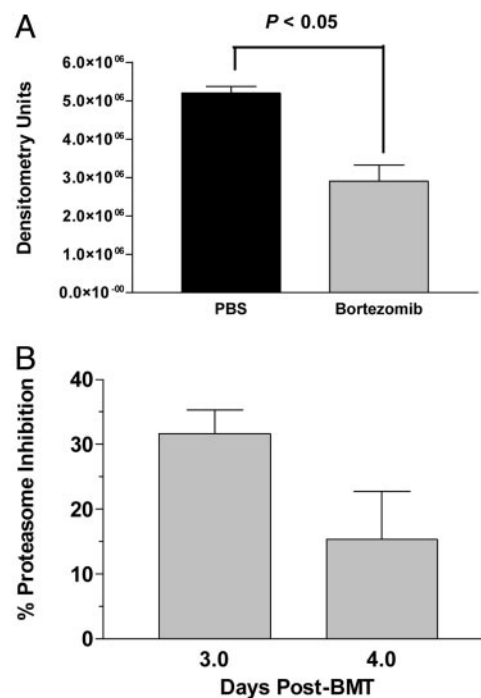 A
P < 0.05
Densitometry Units
6.0×10⁰⁶
5.0×10⁰⁶
4.0×10⁰⁶
3.0×10⁰⁶
2.0×10⁰⁶
1.0×10⁰⁶
0.0×10⁻⁰⁰
PBS Bortezomib
B
% Proteasome Inhibition
40
30
20
10
0
3.0 4.0
Days Post-BMT